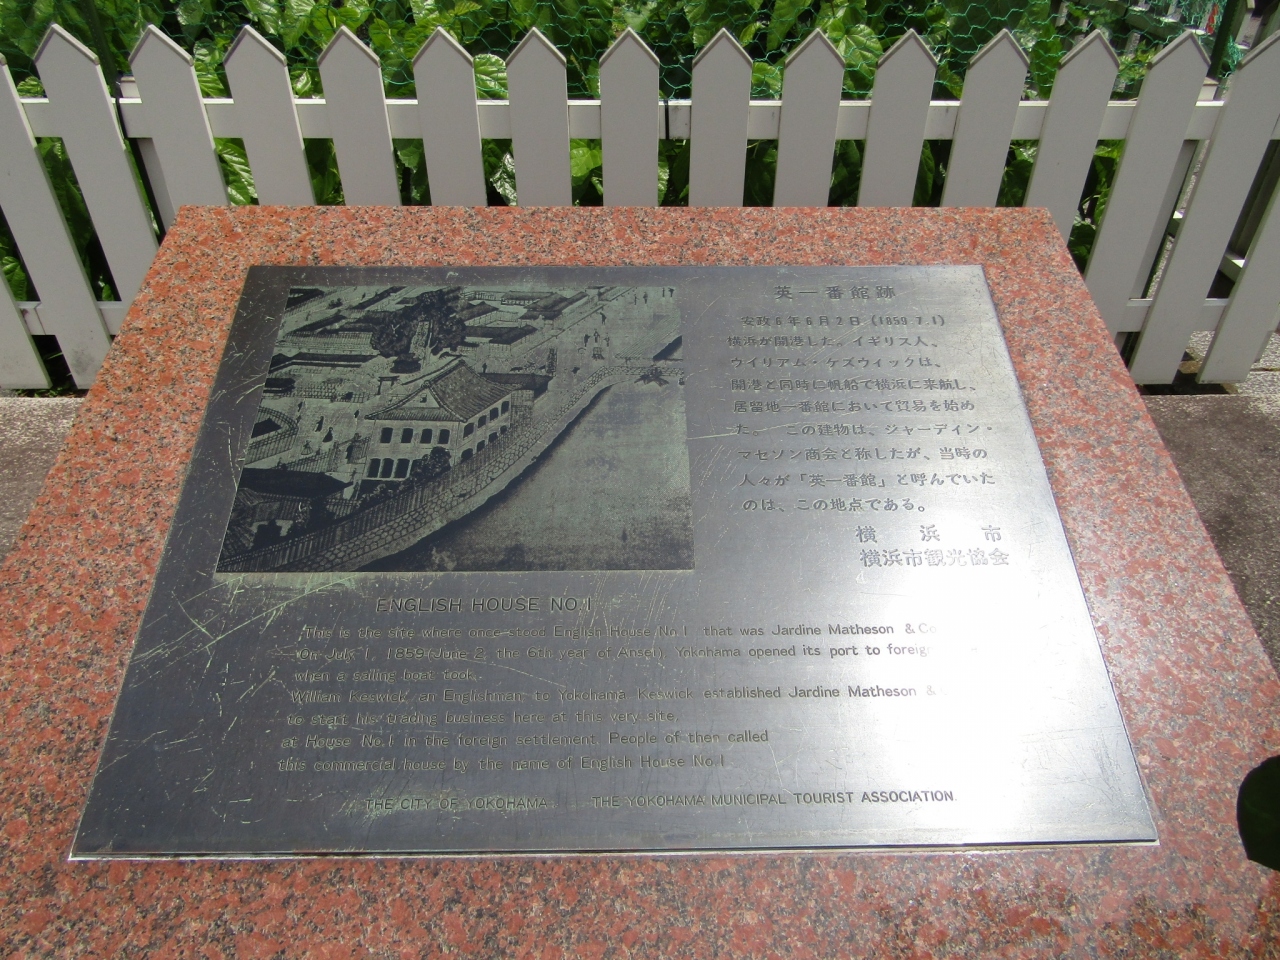 英一番館跡
安政6年6月2日(1859.7.1)
横浜が開港した。イギリス人、
ウイリアム・ケズウィックは、
開港と同時に帆船で横浜に来航し、
居留地一番館において貿易を始め
た。 この建物は、ジャーディン・
マセソン商会と称したが、当時の
人々が「英一番館」と呼んでいた
のは、この地点である。
横浜市
横浜市観光協会
ENGLISH HOUSE NO.1
This is the site where once stood English House No.1 that was Jardine Matheson & Co
On July 1, 1859(June 2, the 6th year of Ansei), Yokohama opened its port to foreign
when a sailing boat took
William Keswick, an Englishman, to Yokohama. Keswick established Jardine Matheson &
to start his trading business here at this very site,
at House No.1 in the foreign settlement. People of then called
this commercial house by the name of English House No.1
THE CITY OF YOKOHAMA THE YOKOHAMA MUNICIPAL TOURIST ASSOCIATION